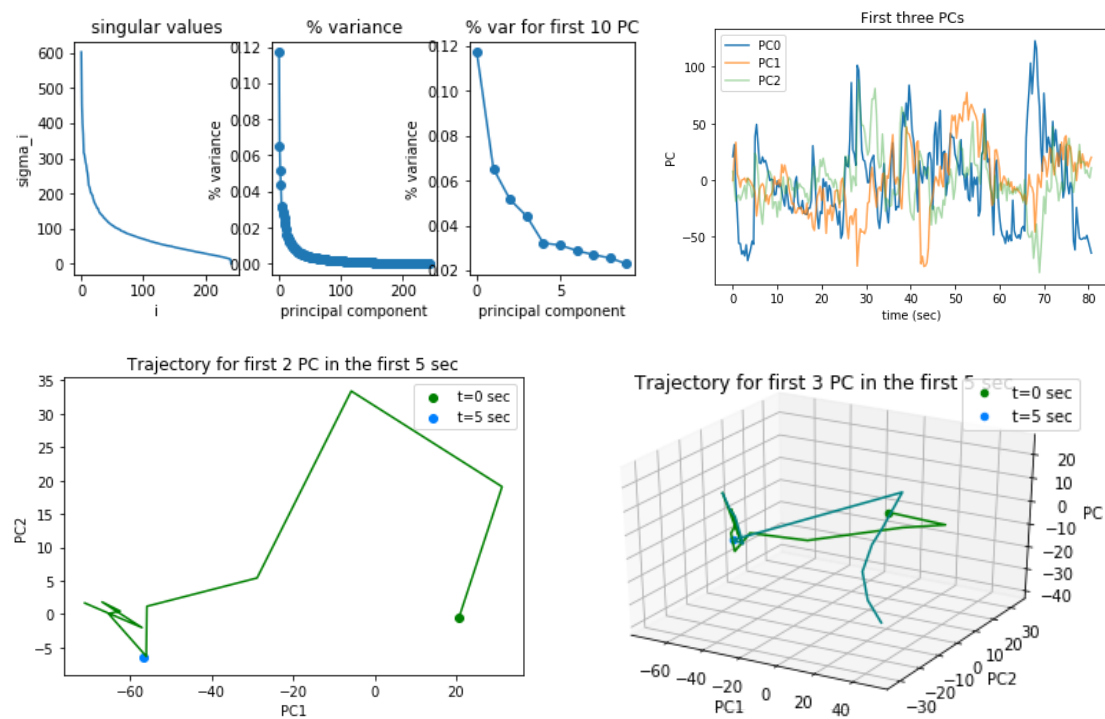 singular values
600
500
400
300
200
100
0
sigma_i
0
200
i
% variance
0.12
0.10
0.08
0.06
0.04
0.02
0.00
% variance
0
200
principal component
% var for first 10 PC
0.12
0.10
0.08
0.06
0.04
0.02
% variance
0
5
principal component
First three PCs
PC0
PC1
PC2
100
50
0
−50
PC
0
10
20
30
40
50
60
70
80
time (sec)
Trajectory for first 2 PC in the first 5 sec
t=0 sec
t=5 sec
35
30
25
20
15
10
5
0
−5
PC2
−60
−40
−20
0
20
PC1
Trajectory for first 3 PC in the first 5 sec
t=0 sec
t=5 sec
20
10
0
−10
−20
−30
−40
PC
−60
−40
−20
0
20
40
PC1
−30
−20
−10
0
10
20
30
PC2